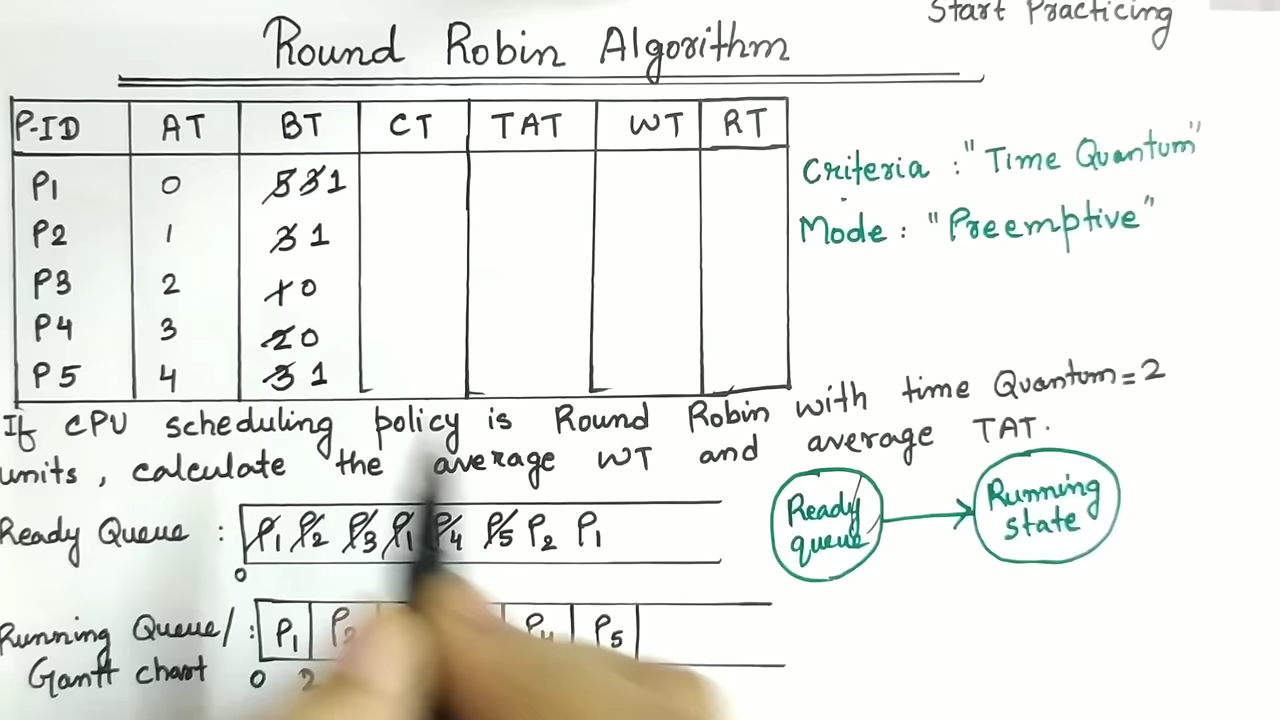 Start Practicing
Round Robin Algorithm
P-ID AT BT CT TAT WT RT
P1 0 5 3 1
P2 1 3 1
P3 2 1 0
P4 3 2 0
P5 4 3 1
Criteria : "Time Quantum"
Mode : "Preemptive"
If CPU scheduling policy is Round Robin with time Quantum = 2
units, calculate the average WT and average TAT.
Ready Queue : P1 P2 P3 P1 P4 P5 P2 P1
0
Ready queue
Running state
Running Queue/ : P1 P2 P4 P5
Gantt chart 0 2